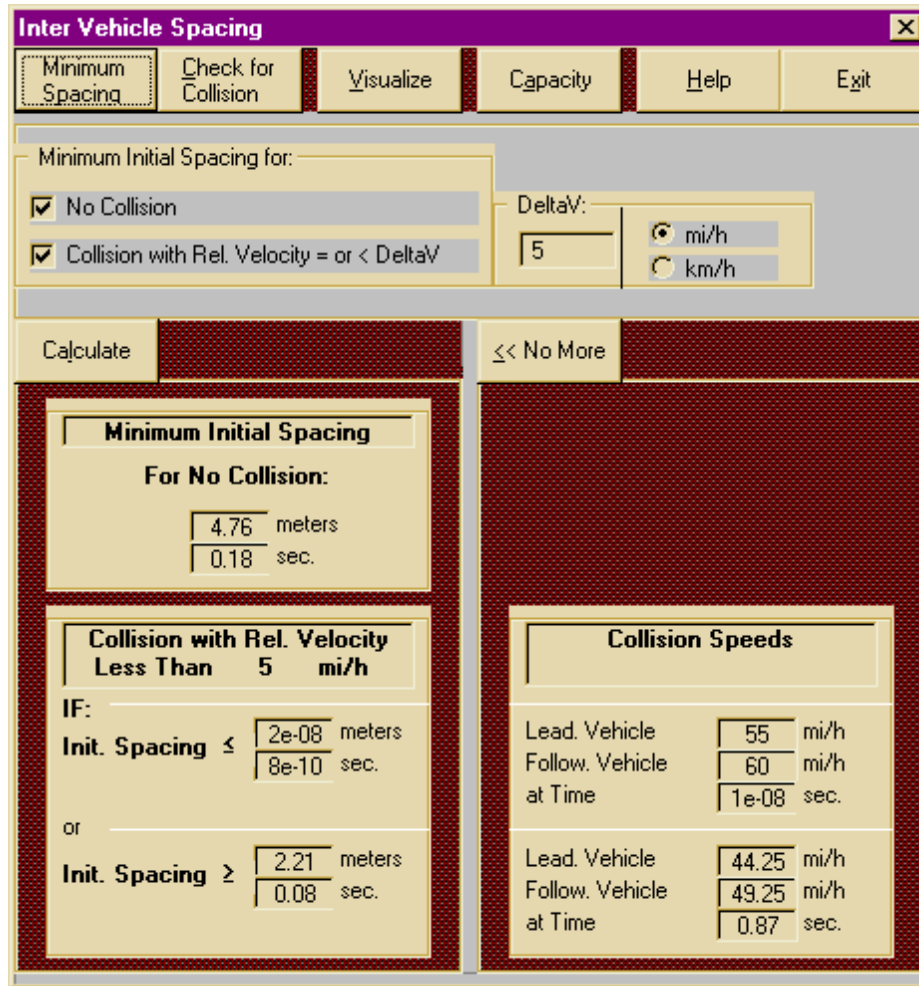 Inter Vehicle Spacing
Minimum
Spacing
Check for
Collision
Visualize
Capacity
Help
Exit
Minimum Initial Spacing for:
No Collision
Collision with Rel. Velocity = or < DeltaV
DeltaV:
5
mi/h
km/h
Calculate
<< No More
Minimum Initial Spacing
For No Collision:
4.76 meters
0.18 sec.
Collision with Rel. Velocity
Less Than 5 mi/h
IF:
Init. Spacing ≤
2e-08 meters
8e-10 sec.
or
Init. Spacing ≥
2.21 meters
0.08 sec.
Collision Speeds
Lead. Vehicle 55 mi/h
Follow. Vehicle 60 mi/h
at Time 1e-08 sec.
Lead. Vehicle 44.25 mi/h
Follow. Vehicle 49.25 mi/h
at Time 0.87 sec.